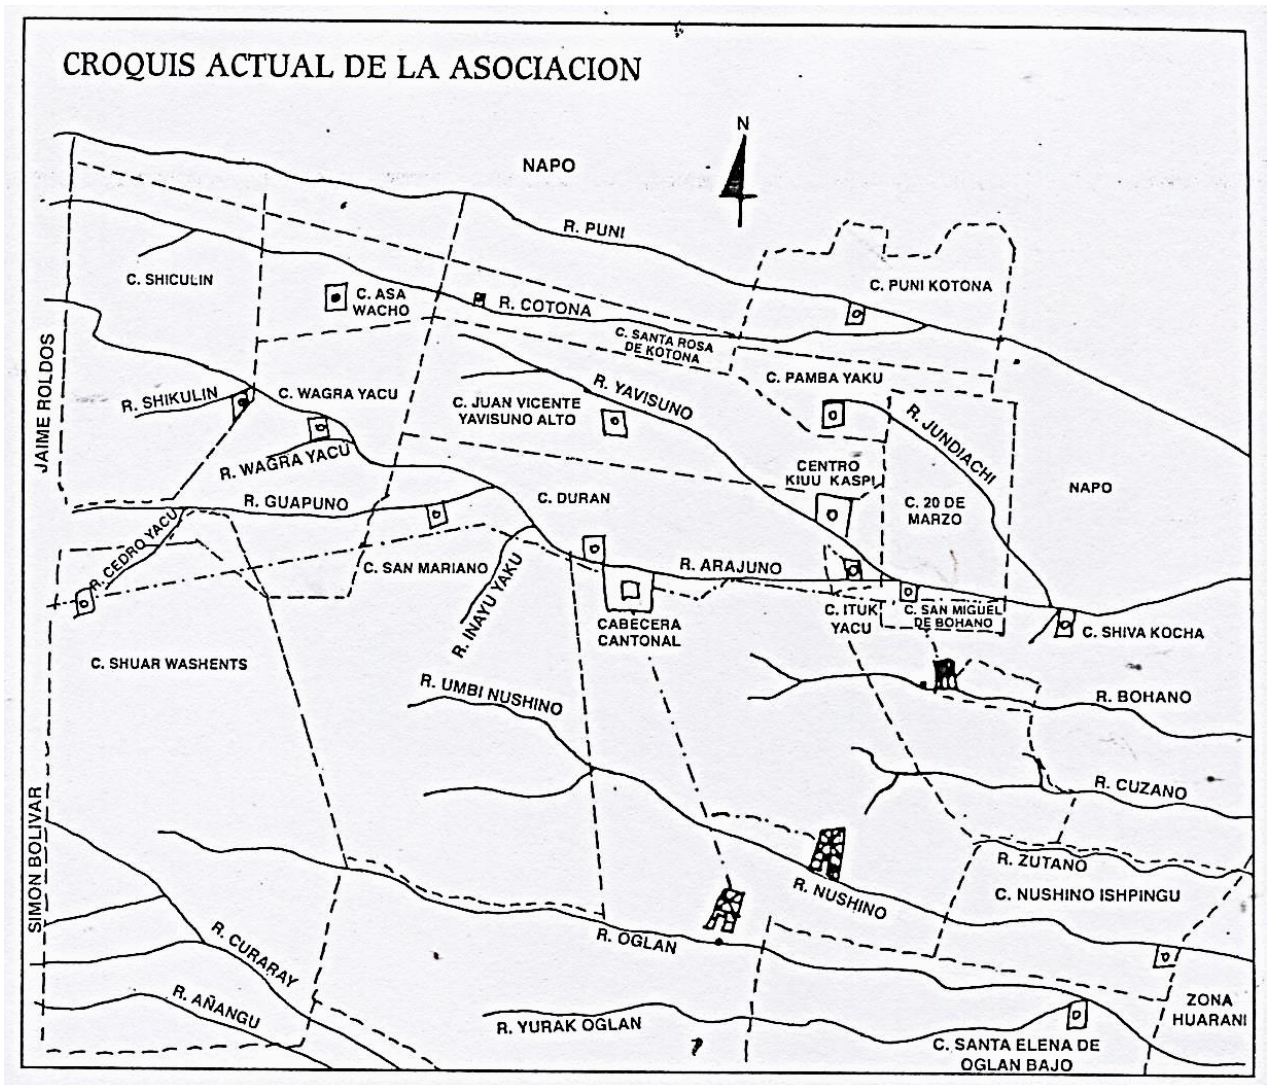 CROQUIS ACTUAL DE LA ASOCIACION
N
NAPO
R. PUNI
C. SHICULIN
C. ASA
WACHO
R. COTONA
C. PUNI KOTONA
C. SANTA ROSA
DE KOTONA
JAIME ROLDOS
R. SHIKULIN
C. WAGRA YACU
R. YAVISUNO
C. PAMBA YAKU
C. JUAN VICENTE
YAVISUNO ALTO
R. JUNDIACHI
R. WAGRA YACU
CENTRO
KIUU KASPI
NAPO
R. GUAPUNO
C. DURAN
C. 20 DE
MARZO
R. CEDRO YACU
C. SAN MARIANO
R. INAYU YAKU
R. ARAJUNO
CABECERA
CANTONAL
C. ITUK
YACU
C. SAN MIGUEL
DE BOHANO
C. SHIVA KOCHA
C. SHUAR WASHENTS
R. UMBI NUSHINO
R. BOHANO
R. CUZANO
SIMON BOLIVAR
R. ZUTANO
R. NUSHINO
C. NUSHINO ISHPINGU
R. CURARAY
R. OGLAN
R. AÑANGU
R. YURAK OGLAN
ZONA
HUARANI
C. SANTA ELENA DE
OGLAN BAJO